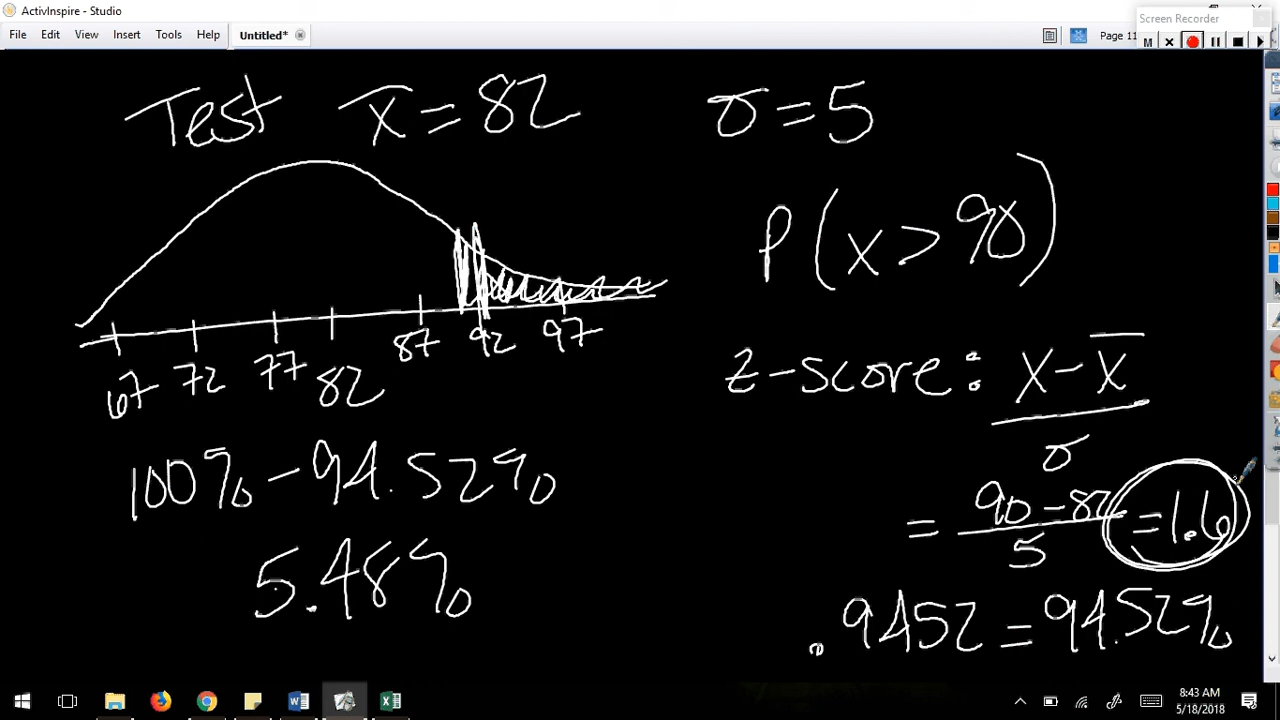 ActivInspire - Studio
Screen Recorder
File Edit View Insert Tools Help Untitled* Page 11
Test x̅ = 82 σ = 5
P(x > 90)
67 72 77 82 87 92 97
z-score: x - x̅
σ
100% - 94.52%
= 90 - 82 = 1.6
5
5.48%
.9452 = 94.52%
8:43 AM
5/18/2018